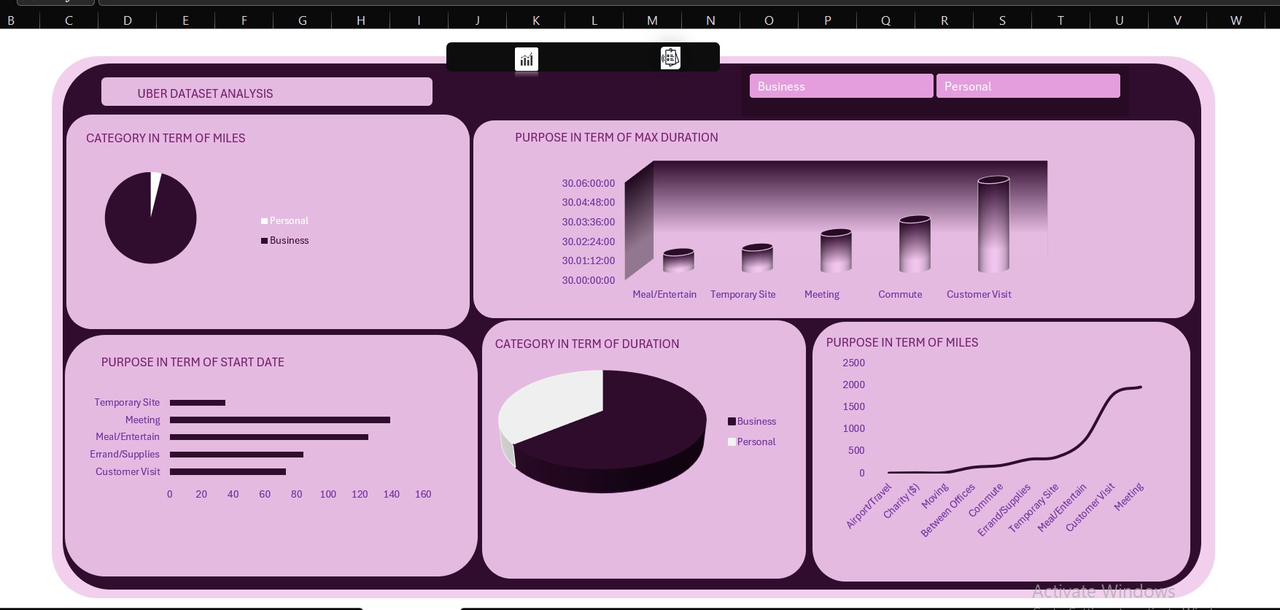 B C D E F G H I J K L M N O P Q R S T U V W
UBER DATASET ANALYSIS
Business Personal
CATEGORY IN TERM OF MILES
Personal
Business
PURPOSE IN TERM OF MAX DURATION
30.06:00:00
30.04:48:00
30.03:36:00
30.02:24:00
30.01:12:00
30.00:00:00
Meal/Entertain Temporary Site Meeting Commute Customer Visit
PURPOSE IN TERM OF START DATE
Temporary Site
Meeting
Meal/Entertain
Errand/Supplies
Customer Visit
0 20 40 60 80 100 120 140 160
CATEGORY IN TERM OF DURATION
Business
Personal
PURPOSE IN TERM OF MILES
2500
2000
1500
1000
500
0
Airport/Travel
Charity ($)
Moving
Between Offices
Commute
Errand/Supplies
Temporary Site
Meal/Entertain
Customer Visit
Meeting
Activate Windows